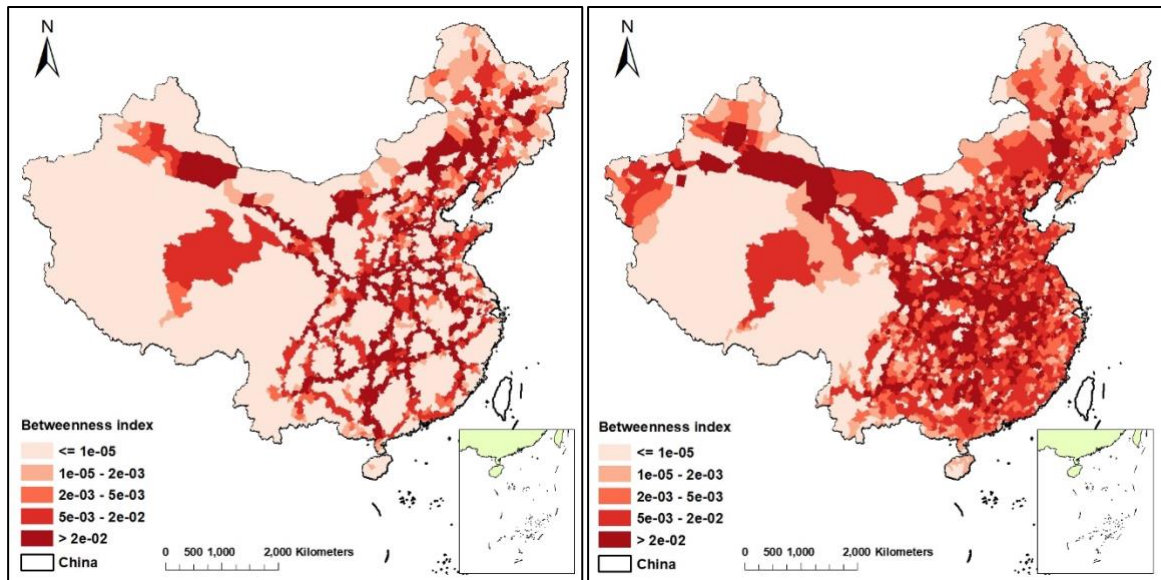 N
Betweenness index
<= 1e-05
1e-05 - 2e-03
2e-03 - 5e-03
5e-03 - 2e-02
> 2e-02
China
0 500 1,000 2,000 Kilometers
N
Betweenness index
<= 1e-05
1e-05 - 2e-03
2e-03 - 5e-03
5e-03 - 2e-02
> 2e-02
China
0 500 1,000 2,000 Kilometers